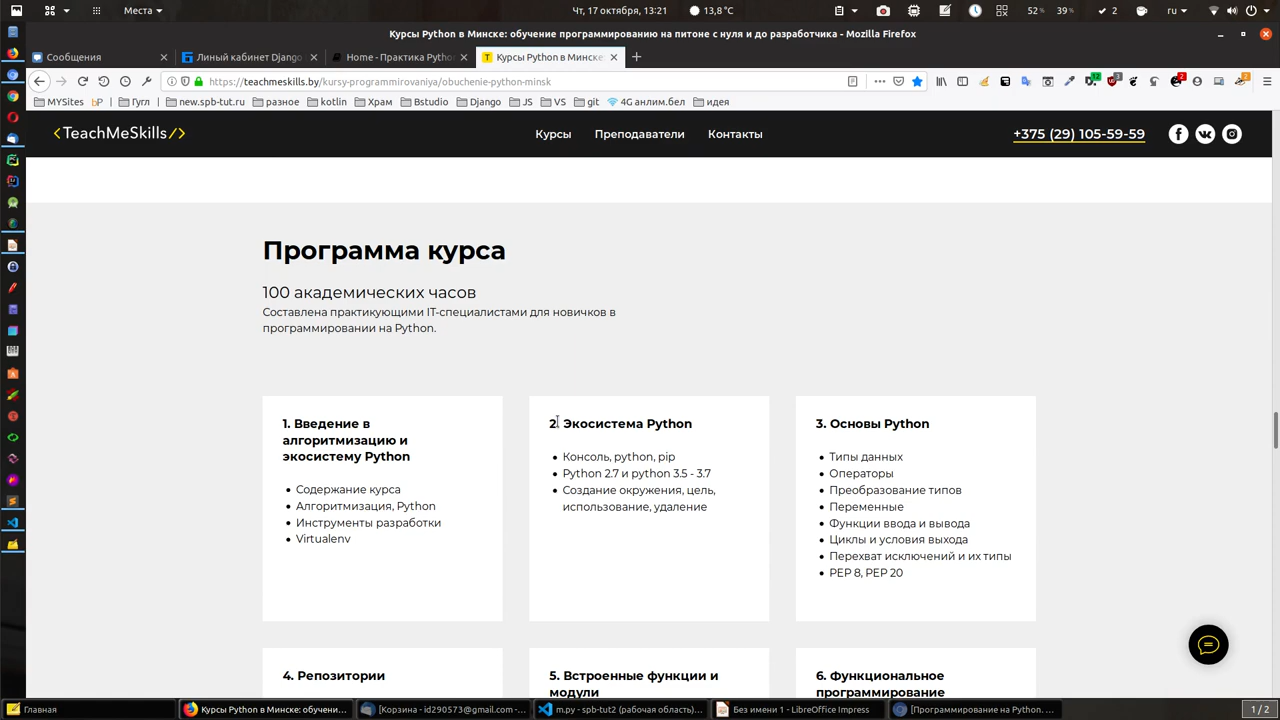 Места
Чт, 17 октября, 13:21
13,8°C
52 %
39 %
2
ru
Курсы Python в Минске: обучение программированию на питоне с нуля и до разработчика - Mozilla Firefox
Сообщения
Линый кабинет Django
Home - Практика Python
Курсы Python в Минске:
https://teachmeskills.by/kursy-programmirovaniya/obuchenie-python-minsk
MYSites
Гугл
new.spb-tut.ru
разное
kotlin
Храм
Bstudio
Django
JS
VS
git
4G анлим.бел
идея
<TeachMeSkills/>
Курсы
Преподаватели
Контакты
+375 (29) 105-59-59
Программа курса
100 академических часов
Составлена практикующими IT-специалистами для новичков в
программировании на Python.
1. Введение в
алгоритмизацию и
экосистему Python
Содержание курса
Алгоритмизация, Python
Инструменты разработки
Virtualenv
2. Экосистема Python
Консоль, python, pip
Python 2.7 и python 3.5 - 3.7
Создание окружения, цель,
использование, удаление
3. Основы Python
Типы данных
Операторы
Преобразование типов
Переменные
Функции ввода и вывода
Циклы и условия выхода
Перехват исключений и их типы
PEP 8, PEP 20
4. Репозитории
5. Встроенные функции и
модули
6. Функциональное
программирование
Главная
Курсы Python в Минске: обучени...
[Корзина - id290573@gmail.com -...
m.py - spb-tut2 (рабочая область)...
Без имени 1 - LibreOffice Impress
[Программирование на Python. ...
1 / 2